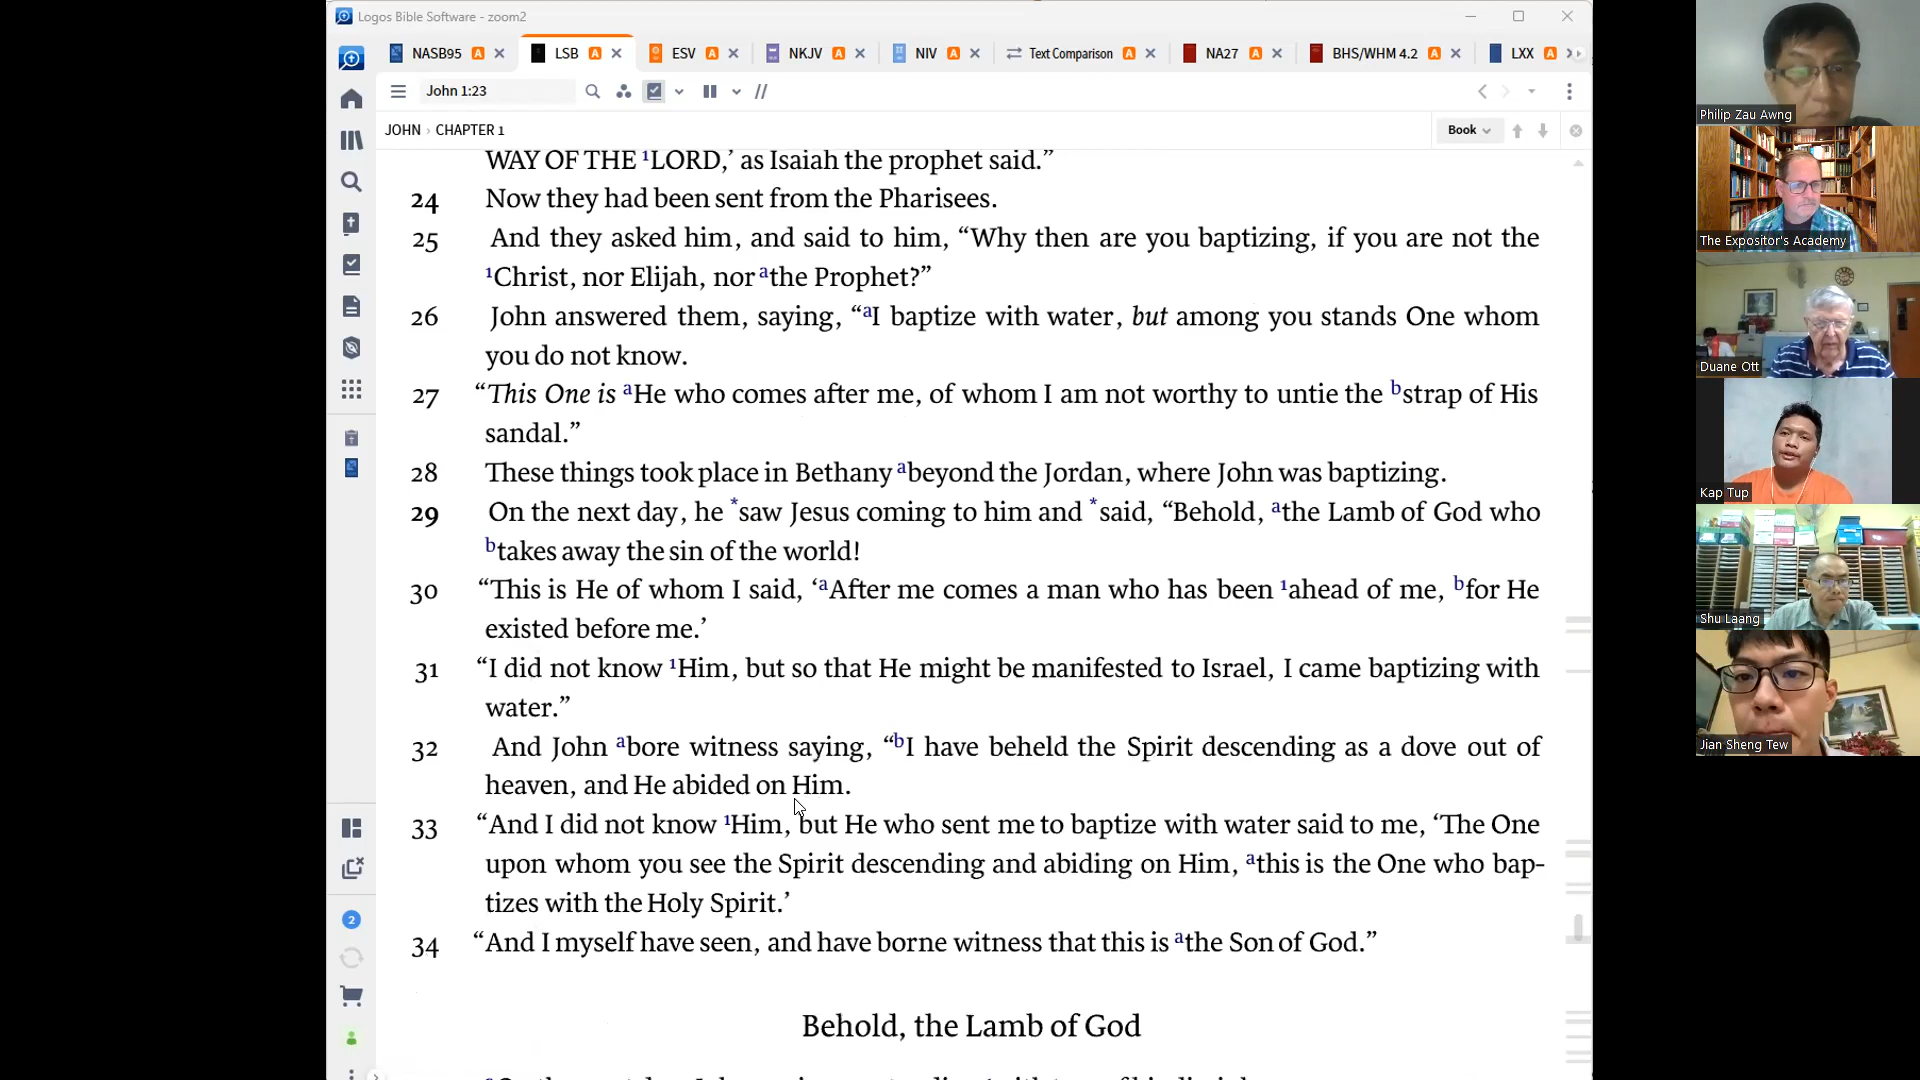 Logos Bible Software - zoom2
NASB95 A LSB A ESV A NKJV A NIV A Text Comparison A NA27 A BHS/WHM 4.2 A LXX A
John 1:23
JOHN › CHAPTER 1
Book
WAY OF THE ¹LORD,’ as Isaiah the prophet said.”
24 Now they had been sent from the Pharisees.
25 And they asked him, and said to him, “Why then are you baptizing, if you are not the
¹Christ, nor Elijah, nor ᵃthe Prophet?”
26 John answered them, saying, “ᵃI baptize with water, but among you stands One whom
you do not know.
27 “This One is ᵃHe who comes after me, of whom I am not worthy to untie the ᵇstrap of His
sandal.”
28 These things took place in Bethany ᵃbeyond the Jordan, where John was baptizing.
29 On the next day, he *saw Jesus coming to him and *said, “Behold, ᵃthe Lamb of God who
ᵇtakes away the sin of the world!
30 “This is He of whom I said, ‘ᵃAfter me comes a man who has been ¹ahead of me, ᵇfor He
existed before me.’
31 “I did not know ¹Him, but so that He might be manifested to Israel, I came baptizing with
water.”
32 And John ᵃbore witness saying, “ᵇI have beheld the Spirit descending as a dove out of
heaven, and He abided on Him.
33 “And I did not know ¹Him, but He who sent me to baptize with water said to me, ‘The One
upon whom you see the Spirit descending and abiding on Him, ᵃthis is the One who bap-
tizes with the Holy Spirit.’
34 “And I myself have seen, and have borne witness that this is ᵃthe Son of God.”
Behold, the Lamb of God
2
Philip Zau Awng
The Expositor's Academy
Duane Ott
Kap Tup
Shu Laang
Jian Sheng Tew